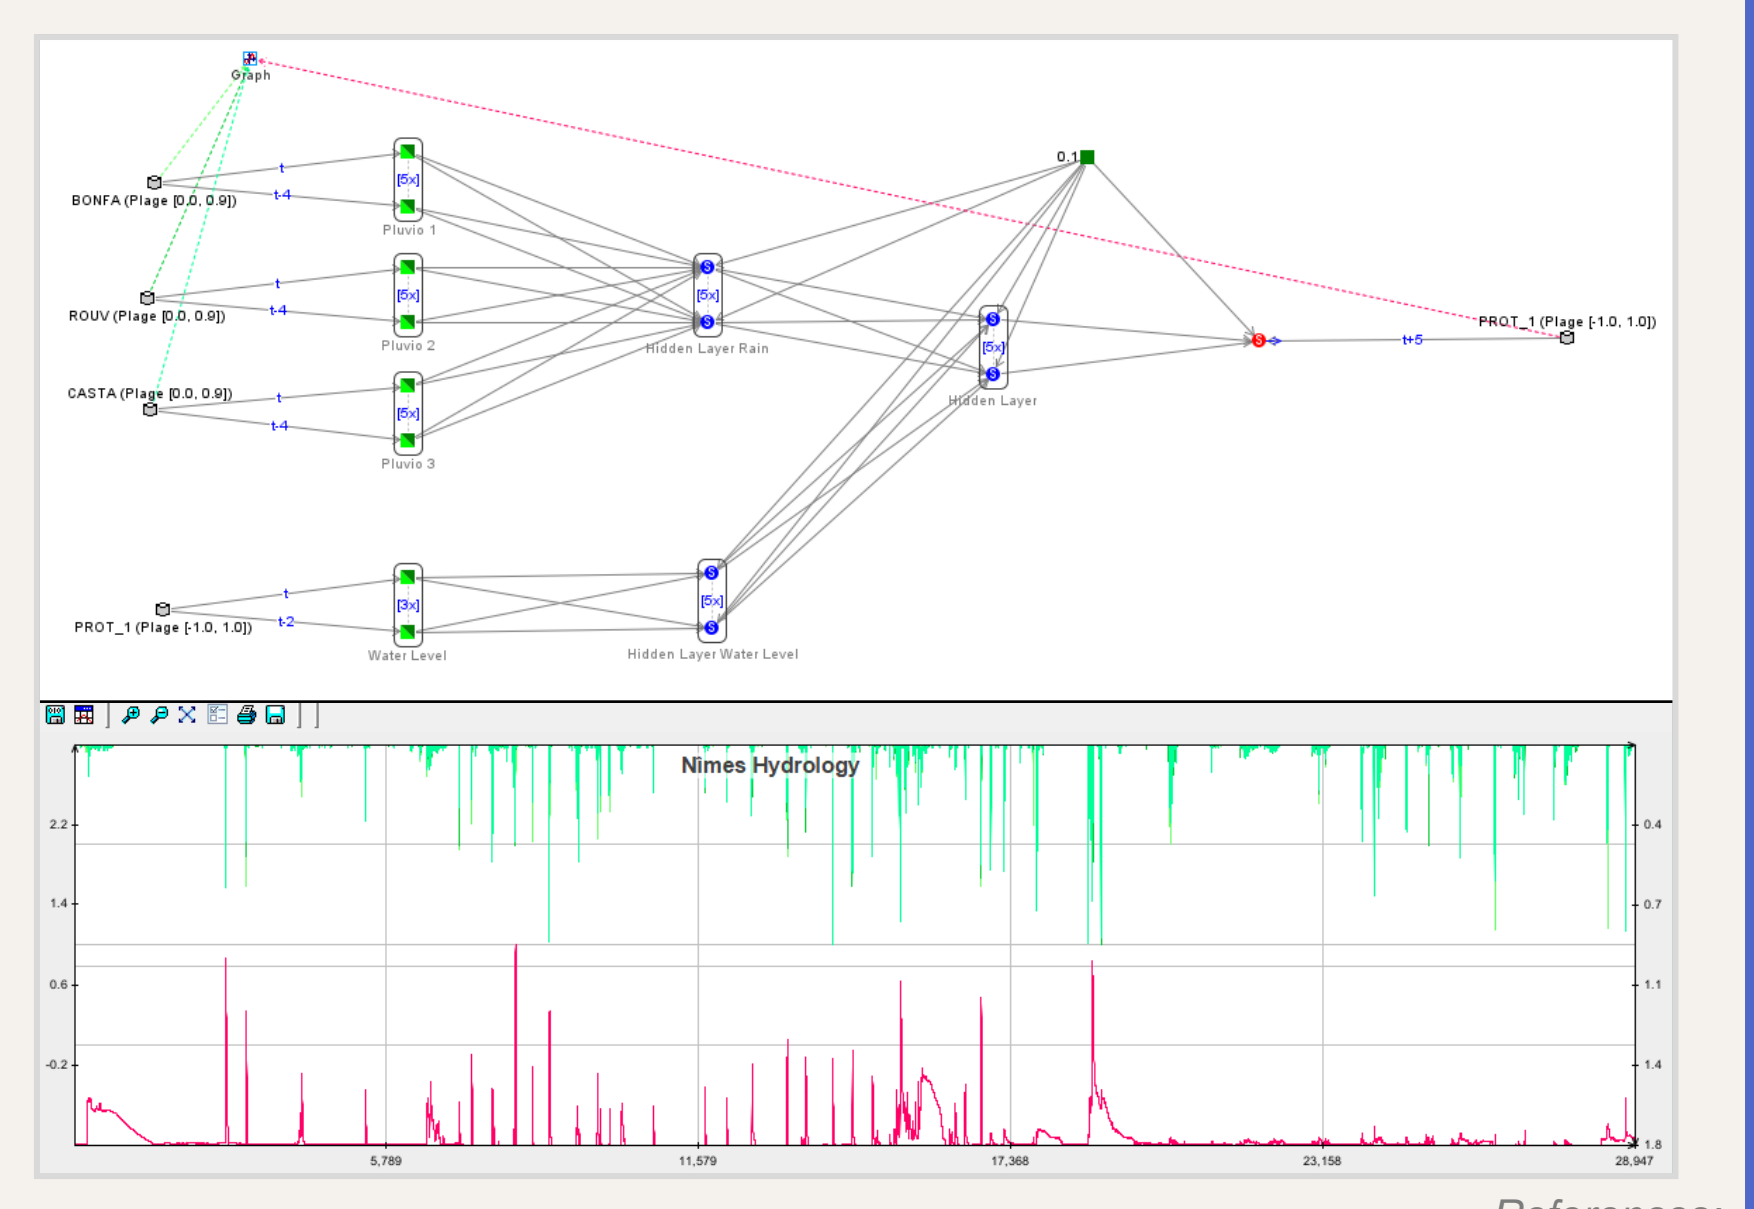 Graph
0.1
t
[5x]
t-4
BONFA (Plage [0.0, 0.9])
Pluvio 1
t
[5x]
t-4
ROUV (Plage [0.0, 0.9])
Pluvio 2
S
[5x]
S
Hidden Layer Rain
S
[5x]
S
Hidden Layer
S
t+5
PROT_1 (Plage [-1.0, 1.0])
CASTA (Plage [0.0, 0.9])
t
[5x]
t-4
Pluvio 3
t
[3x]
t-2
PROT_1 (Plage [-1.0, 1.0])
Water Level
S
[5x]
S
Hidden Layer Water Level
Nimes Hydrology
2.2
1.4
0.6
-0.2
0.4
0.7
1.1
1.4
1.8
5,789
11,579
17,368
23,158
28,947
References: